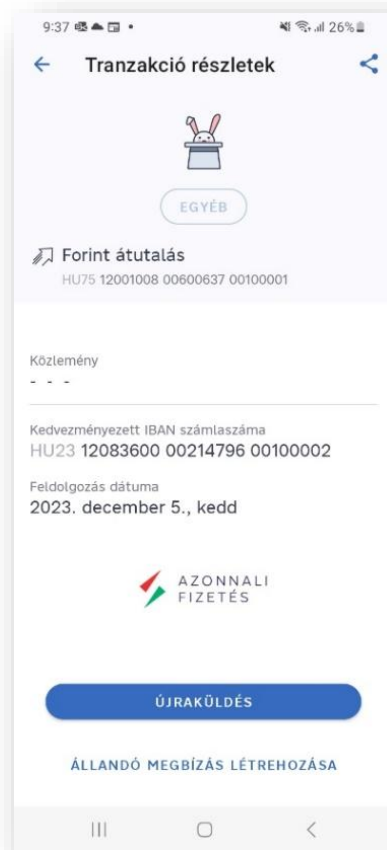 9:37
26%
Tranzakció részletek
EGYÉB
Forint átutalás
HU75 12001008 00600637 00100001
Közlemény
- - -
Kedvezményezett IBAN számlaszáma
HU23 12083600 00214796 00100002
Feldolgozás dátuma
2023. december 5., kedd
AZONNALI
FIZETÉS
ÚJRAKÜLDÉS
ÁLLANDÓ MEGBÍZÁS LÉTREHOZÁSA